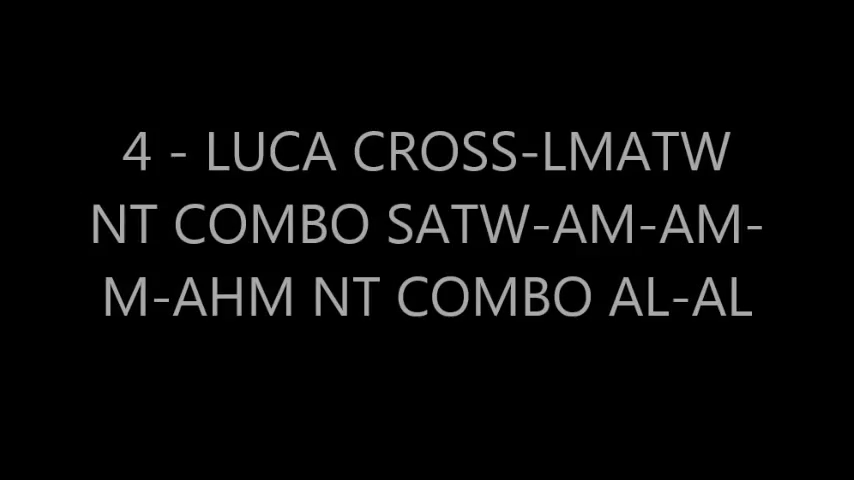 4 - LUCA CROSS-LMATW
NT COMBO SATW-AM-AM-
M-AHM NT COMBO AL-AL